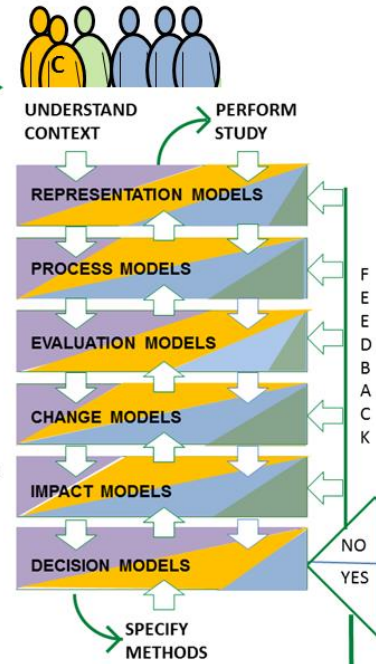 C
UNDERSTAND
CONTEXT
PERFORM
STUDY
REPRESENTATION MODELS
PROCESS MODELS
EVALUATION MODELS
CHANGE MODELS
IMPACT MODELS
DECISION MODELS
F
E
E
D
B
A
C
K
NO
YES
SPECIFY
METHODS